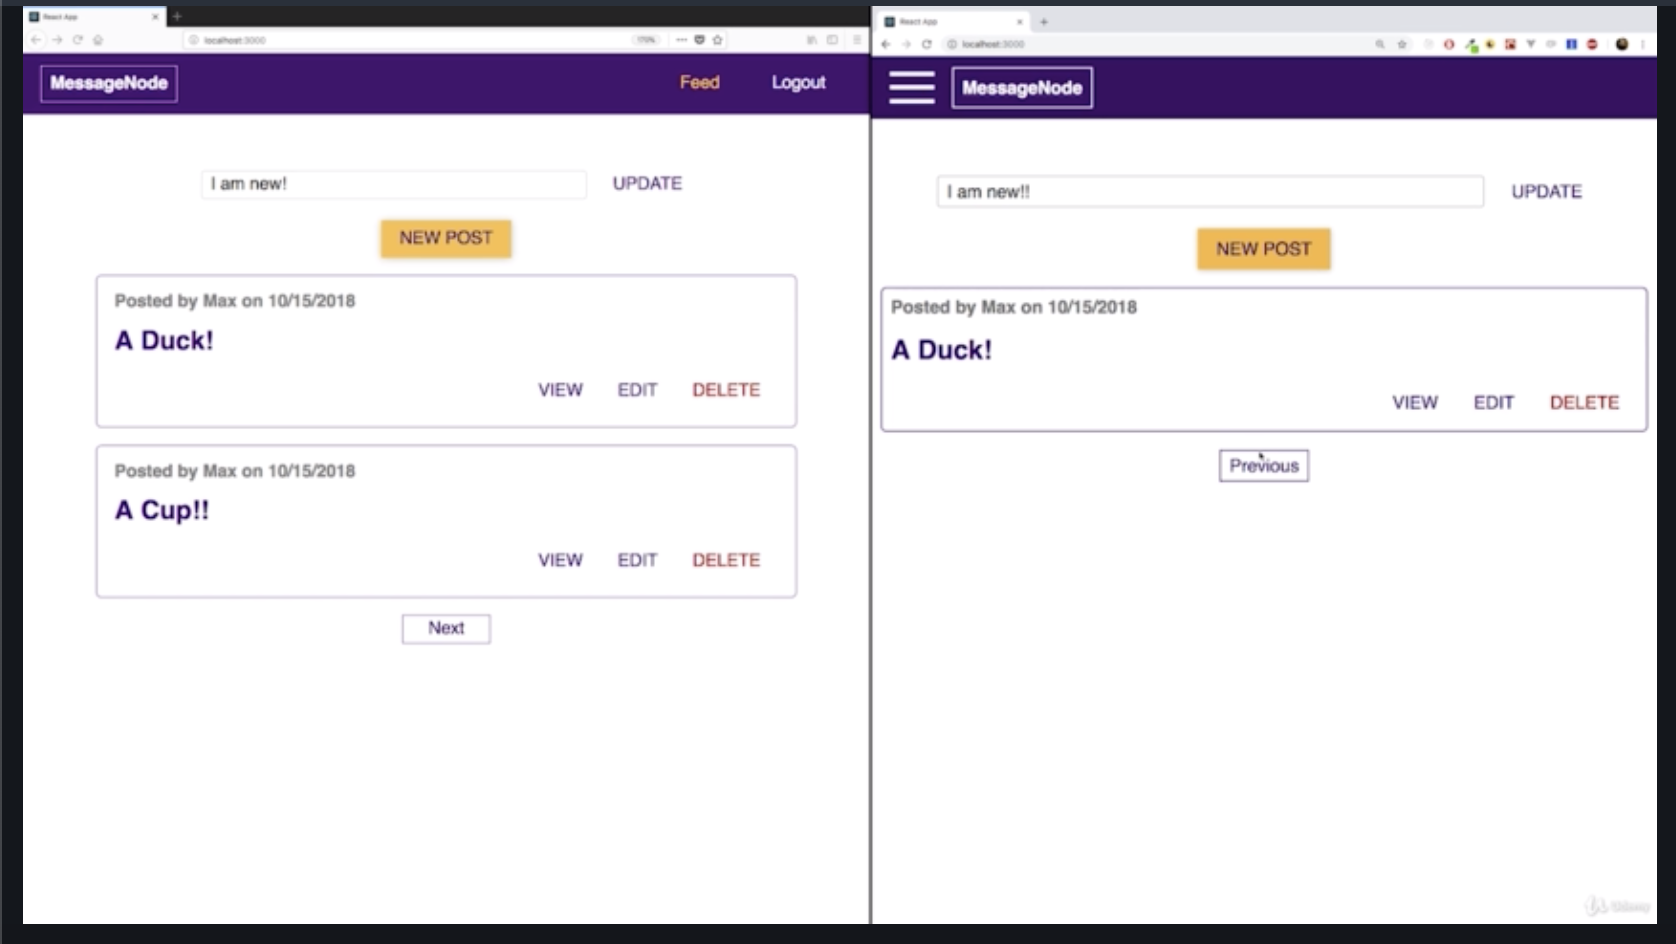 React App
localhost:3000
170%
MessageNode
Feed
Logout
I am new!
UPDATE
NEW POST
Posted by Max on 10/15/2018
A Duck!
VIEW EDIT DELETE
Posted by Max on 10/15/2018
A Cup!!
VIEW EDIT DELETE
Next
React App
localhost:3000
MessageNode
I am new!!
UPDATE
NEW POST
Posted by Max on 10/15/2018
A Duck!
VIEW EDIT DELETE
Previous
Udemy